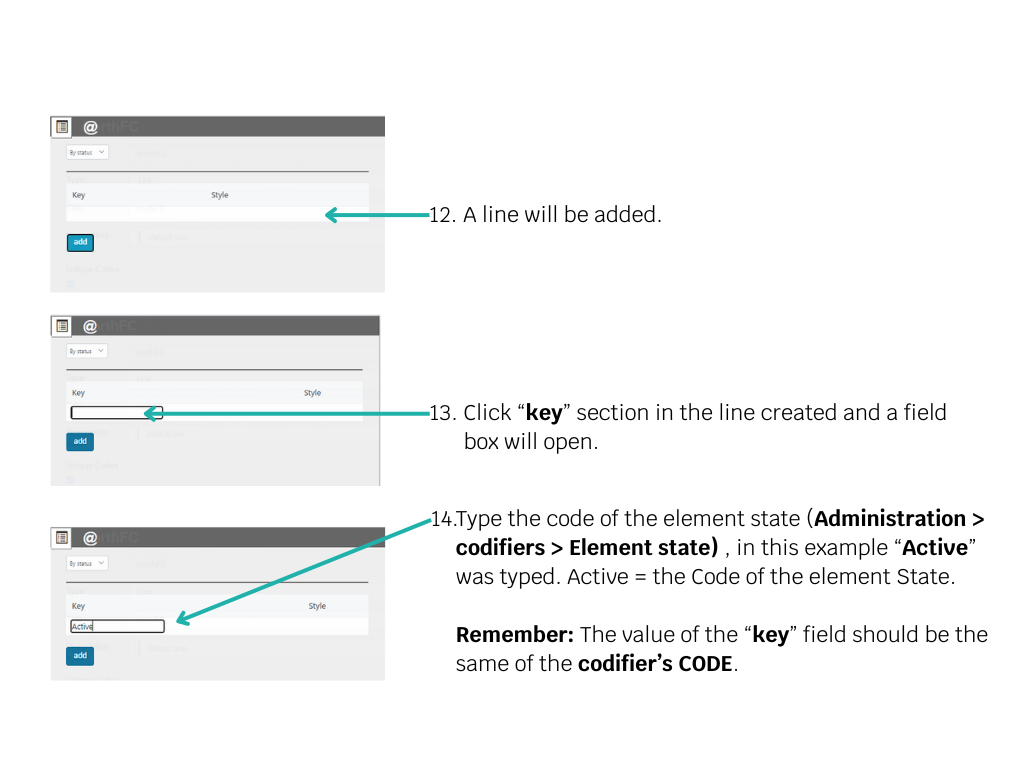 @
By status
Key Style
add
12. A line will be added.
@
By status
Key Style
add
13. Click “key” section in the line created and a field
box will open.
@
By status
Key Style
Active
add
14.Type the code of the element state (Administration >
codifiers > Element state) , in this example “Active”
was typed. Active = the Code of the element State.
Remember: The value of the “key” field should be the
same of the codifier’s CODE.